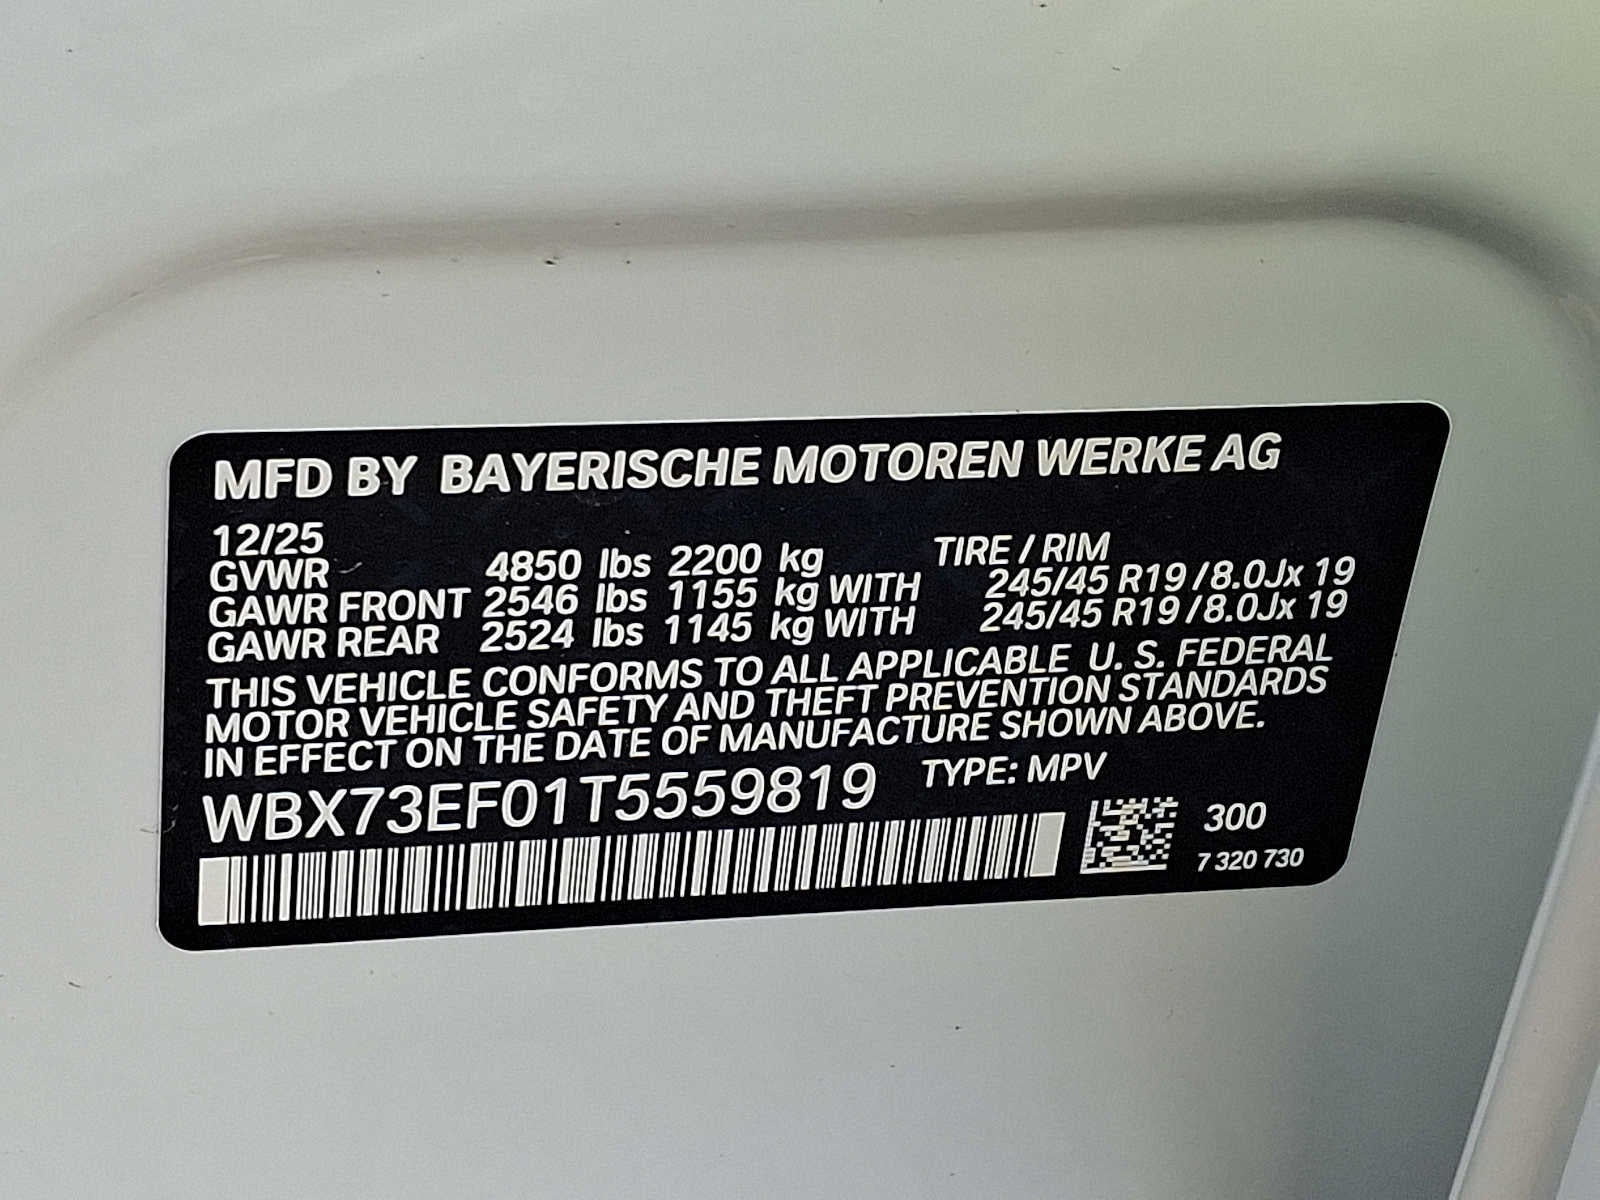 MFD BY BAYERISCHE MOTOREN WERKE AG
12/25
GVWR 4850 lbs 2200 kg TIRE / RIM
GAWR FRONT 2546 lbs 1155 kg WITH 245/45 R19 / 8.0Jx 19
GAWR REAR 2524 lbs 1145 kg WITH 245/45 R19 / 8.0Jx 19
THIS VEHICLE CONFORMS TO ALL APPLICABLE U. S. FEDERAL
MOTOR VEHICLE SAFETY AND THEFT PREVENTION STANDARDS
IN EFFECT ON THE DATE OF MANUFACTURE SHOWN ABOVE.
WBX73EF01T5559819 TYPE: MPV
300
7 320 730